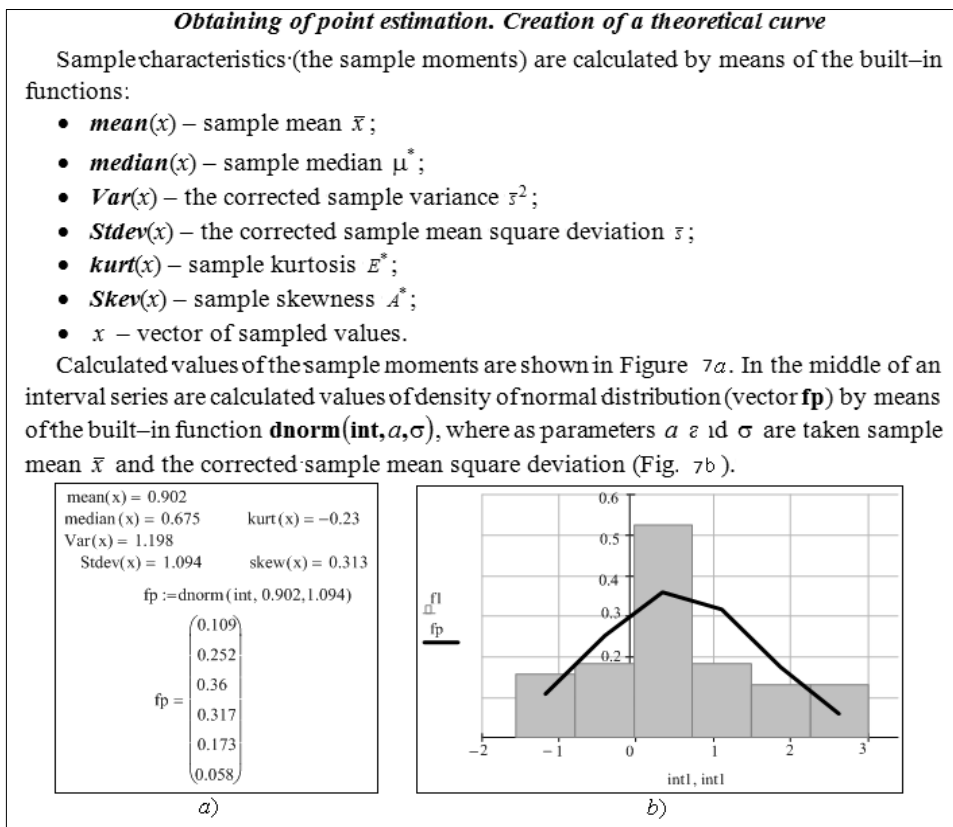 Obtaining of point estimation. Creation of a theoretical curve
Sample characteristics (the sample moments) are calculated by means of the built–in
functions:
• mean(x) – sample mean x̄;
• median(x) – sample median μ*;
• Var(x) – the corrected sample variance s̄²;
• Stdev(x) – the corrected sample mean square deviation s̄;
• kurt(x) – sample kurtosis E*;
• Skev(x) – sample skewness A*;
• x – vector of sampled values.
Calculated values of the sample moments are shown in Figure 7a. In the middle of an
interval series are calculated values of density of normal distribution (vector fp) by means
of the built–in function dnorm(int, a, σ), where as parameters a and σ are taken sample
mean x̄ and the corrected sample mean square deviation (Fig. 7b).
mean(x) = 0.902
median (x) = 0.675 kurt(x) = −0.23
Var(x) = 1.198
Stdev(x) = 1.094 skew(x) = 0.313
fp :=dnorm(int, 0.902,1.094)
0.109
0.252
0.36
fp =
0.317
0.173
0.058
a)
0.6
0.5
0.4
0.3
0.2
f1
fp
−2 −1 0 1 2 3
int1, int1
b)